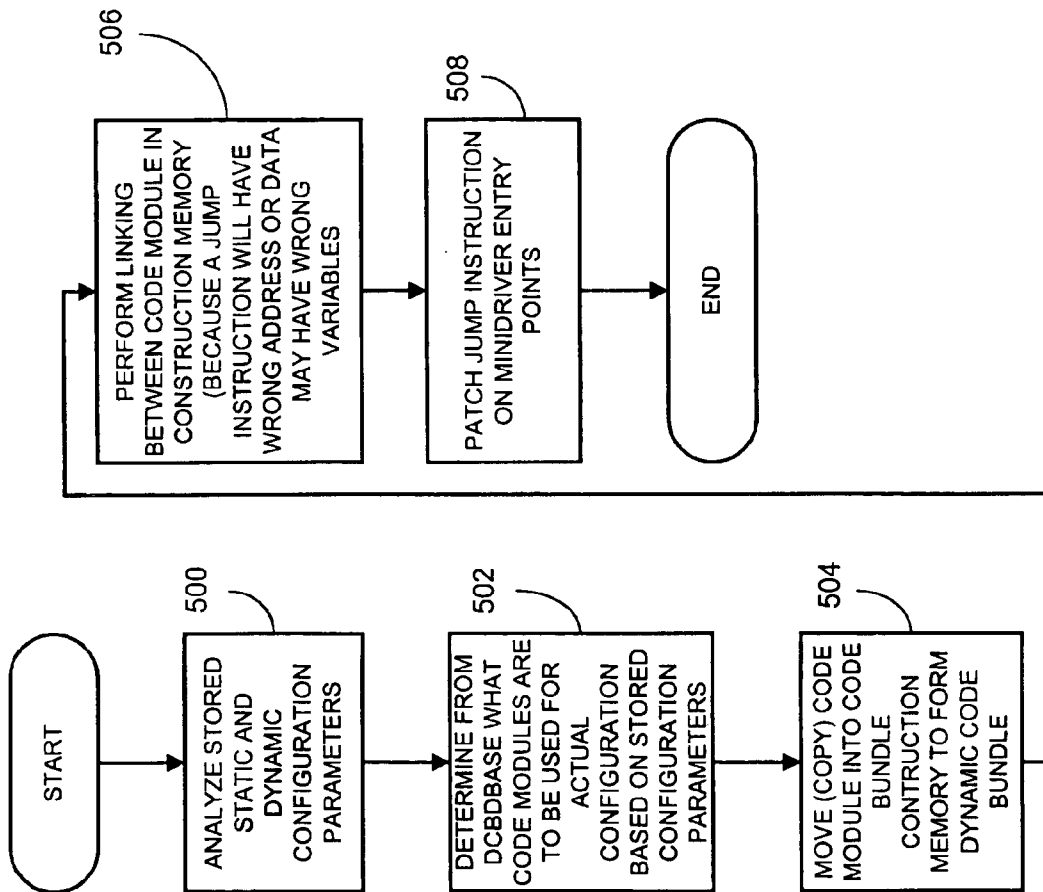 START
500
ANALYZE STORED
STATIC AND
DYNAMIC
CONFIGURATION
PARAMETERS
502
DETERMINE FROM
DCBDBASE WHAT
CODE MODULES ARE
TO BE USED FOR
ACTUAL
CONFIGURATION
BASED ON STORED
CONFIGURATION
PARAMETERS
504
MOVE (COPY) CODE
MODULE INTO CODE
BUNDLE
CONTRUCTION
MEMORY TO FORM
DYNAMIC CODE
BUNDLE
506
PERFORM LINKING
BETWEEN CODE MODULE IN
CONSTRUCTION MEMORY
(BECAUSE A JUMP
INSTRUCTION WILL HAVE
WRONG ADDRESS OR DATA
MAY HAVE WRONG
VARIABLES
508
PATCH JUMP INSTRUCTION
ON MINIDRIVER ENTRY
POINTS
END